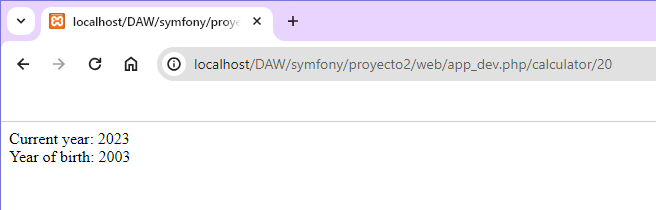 localhost/DAW/symfony/proye
localhost/DAW/symfony/proyecto2/web/app_dev.php/calculator/20
Current year: 2023
Year of birth: 2003